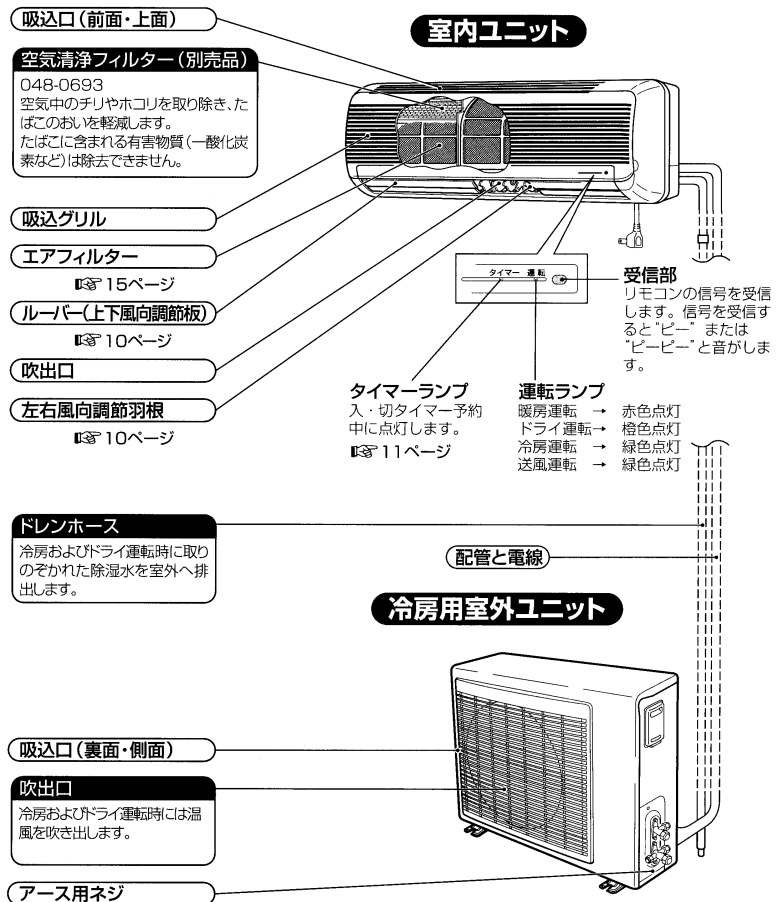 吸込口(前面・上面)
室内ユニット
空気清浄フィルター(別売品)
048-0693
空気中のチリやホコリを取り除き、た
ばこのおいを軽減します。
たばこに含まれる有害物質(一酸化炭
素など)は除去できません。
吸込グリル
エアフィルター
☞15ページ
ルーバー(上下風向調節板)
☞10ページ
吹出口
左右風向調節羽根
☞10ページ
タイマー 運転
受信部
リモコンの信号を受信
します。信号を受信す
ると"ピー" または
"ピーピー"と音がしま
す。
タイマーランプ
入・切タイマー予約
中に点灯します。
☞11ページ
運転ランプ
暖房運転 → 赤色点灯
ドライ運転→ 橙色点灯
冷房運転 → 緑色点灯
送風運転 → 緑色点灯
ドレンホース
冷房およびドライ運転時に取り
のぞかれた除湿水を室外へ排
出します。
配管と電線
冷房用室外ユニット
吸込口(裏面・側面)
吹出口
冷房およびドライ運転時には温
風を吹き出します。
アース用ネジ